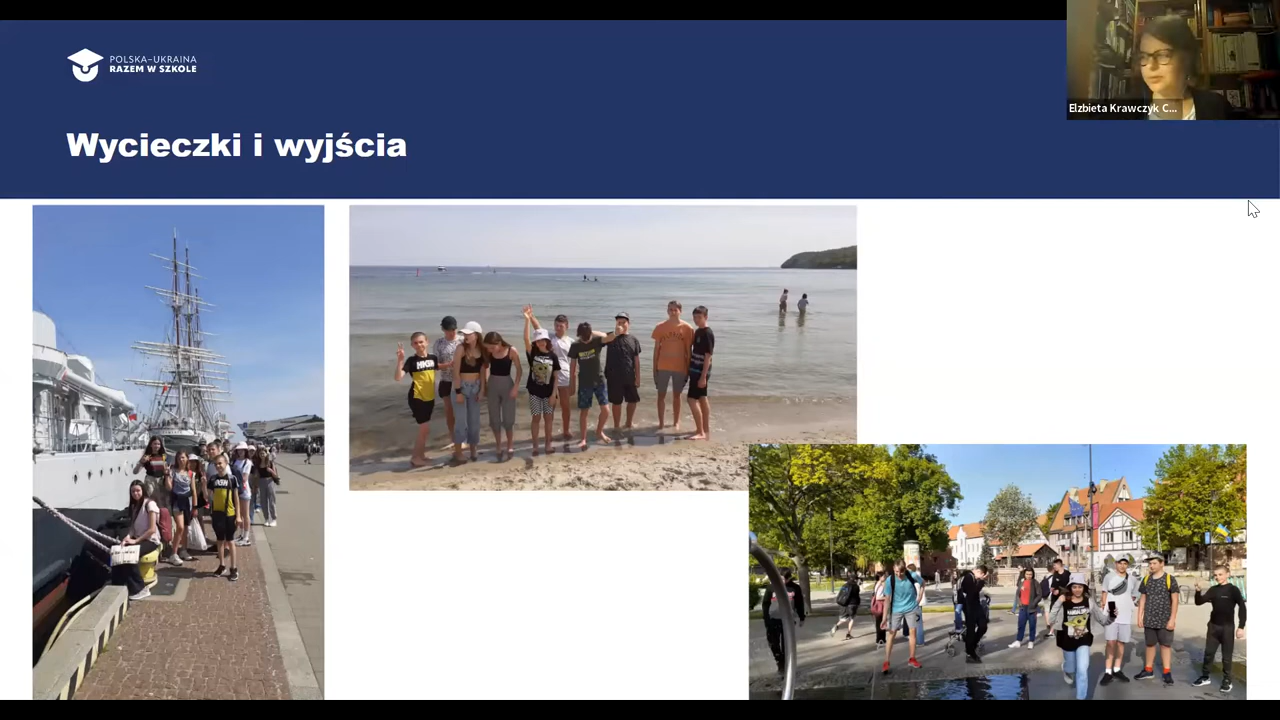 POLSKA–UKRAINA
RAZEM W SZKOLE
Elzbieta Krawczyk C...
Wycieczki i wyjścia